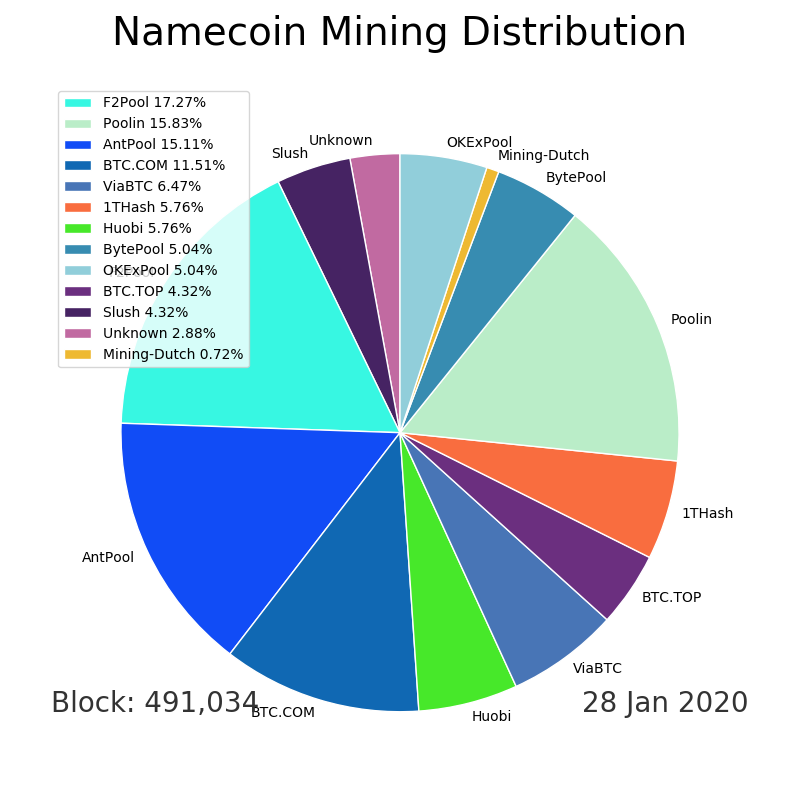 Namecoin Mining Distribution
F2Pool 17.27%
Poolin 15.83%
AntPool 15.11%
BTC.COM 11.51%
ViaBTC 6.47%
1THash 5.76%
Huobi 5.76%
BytePool 5.04%
OKExPool 5.04%
BTC.TOP 4.32%
Slush 4.32%
Unknown 2.88%
Mining-Dutch 0.72%
Unknown
Slush
OKExPool
Mining-Dutch
BytePool
Poolin
1THash
BTC.TOP
ViaBTC
Huobi
BTC.COM
AntPool
Block: 491,034
28 Jan 2020